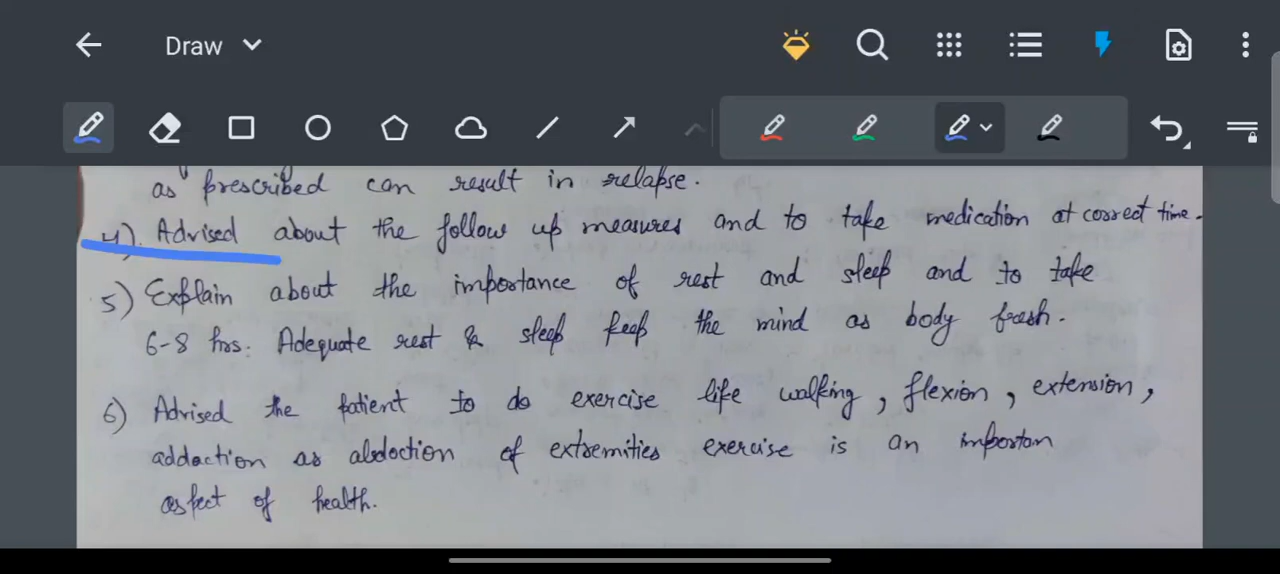 Draw
as prescribed can result in relapse.
4). Advised about the follow up measures and to take medication at correct time.
5) Explain about the importance of rest and sleep and to take
6-8 hrs. Adequate rest & sleep keep the mind as body fresh.
6) Advised the patient to do exercise like walking, flexion, extension,
addaction as abdoction of extremities exercise is an importan
aspect of health.